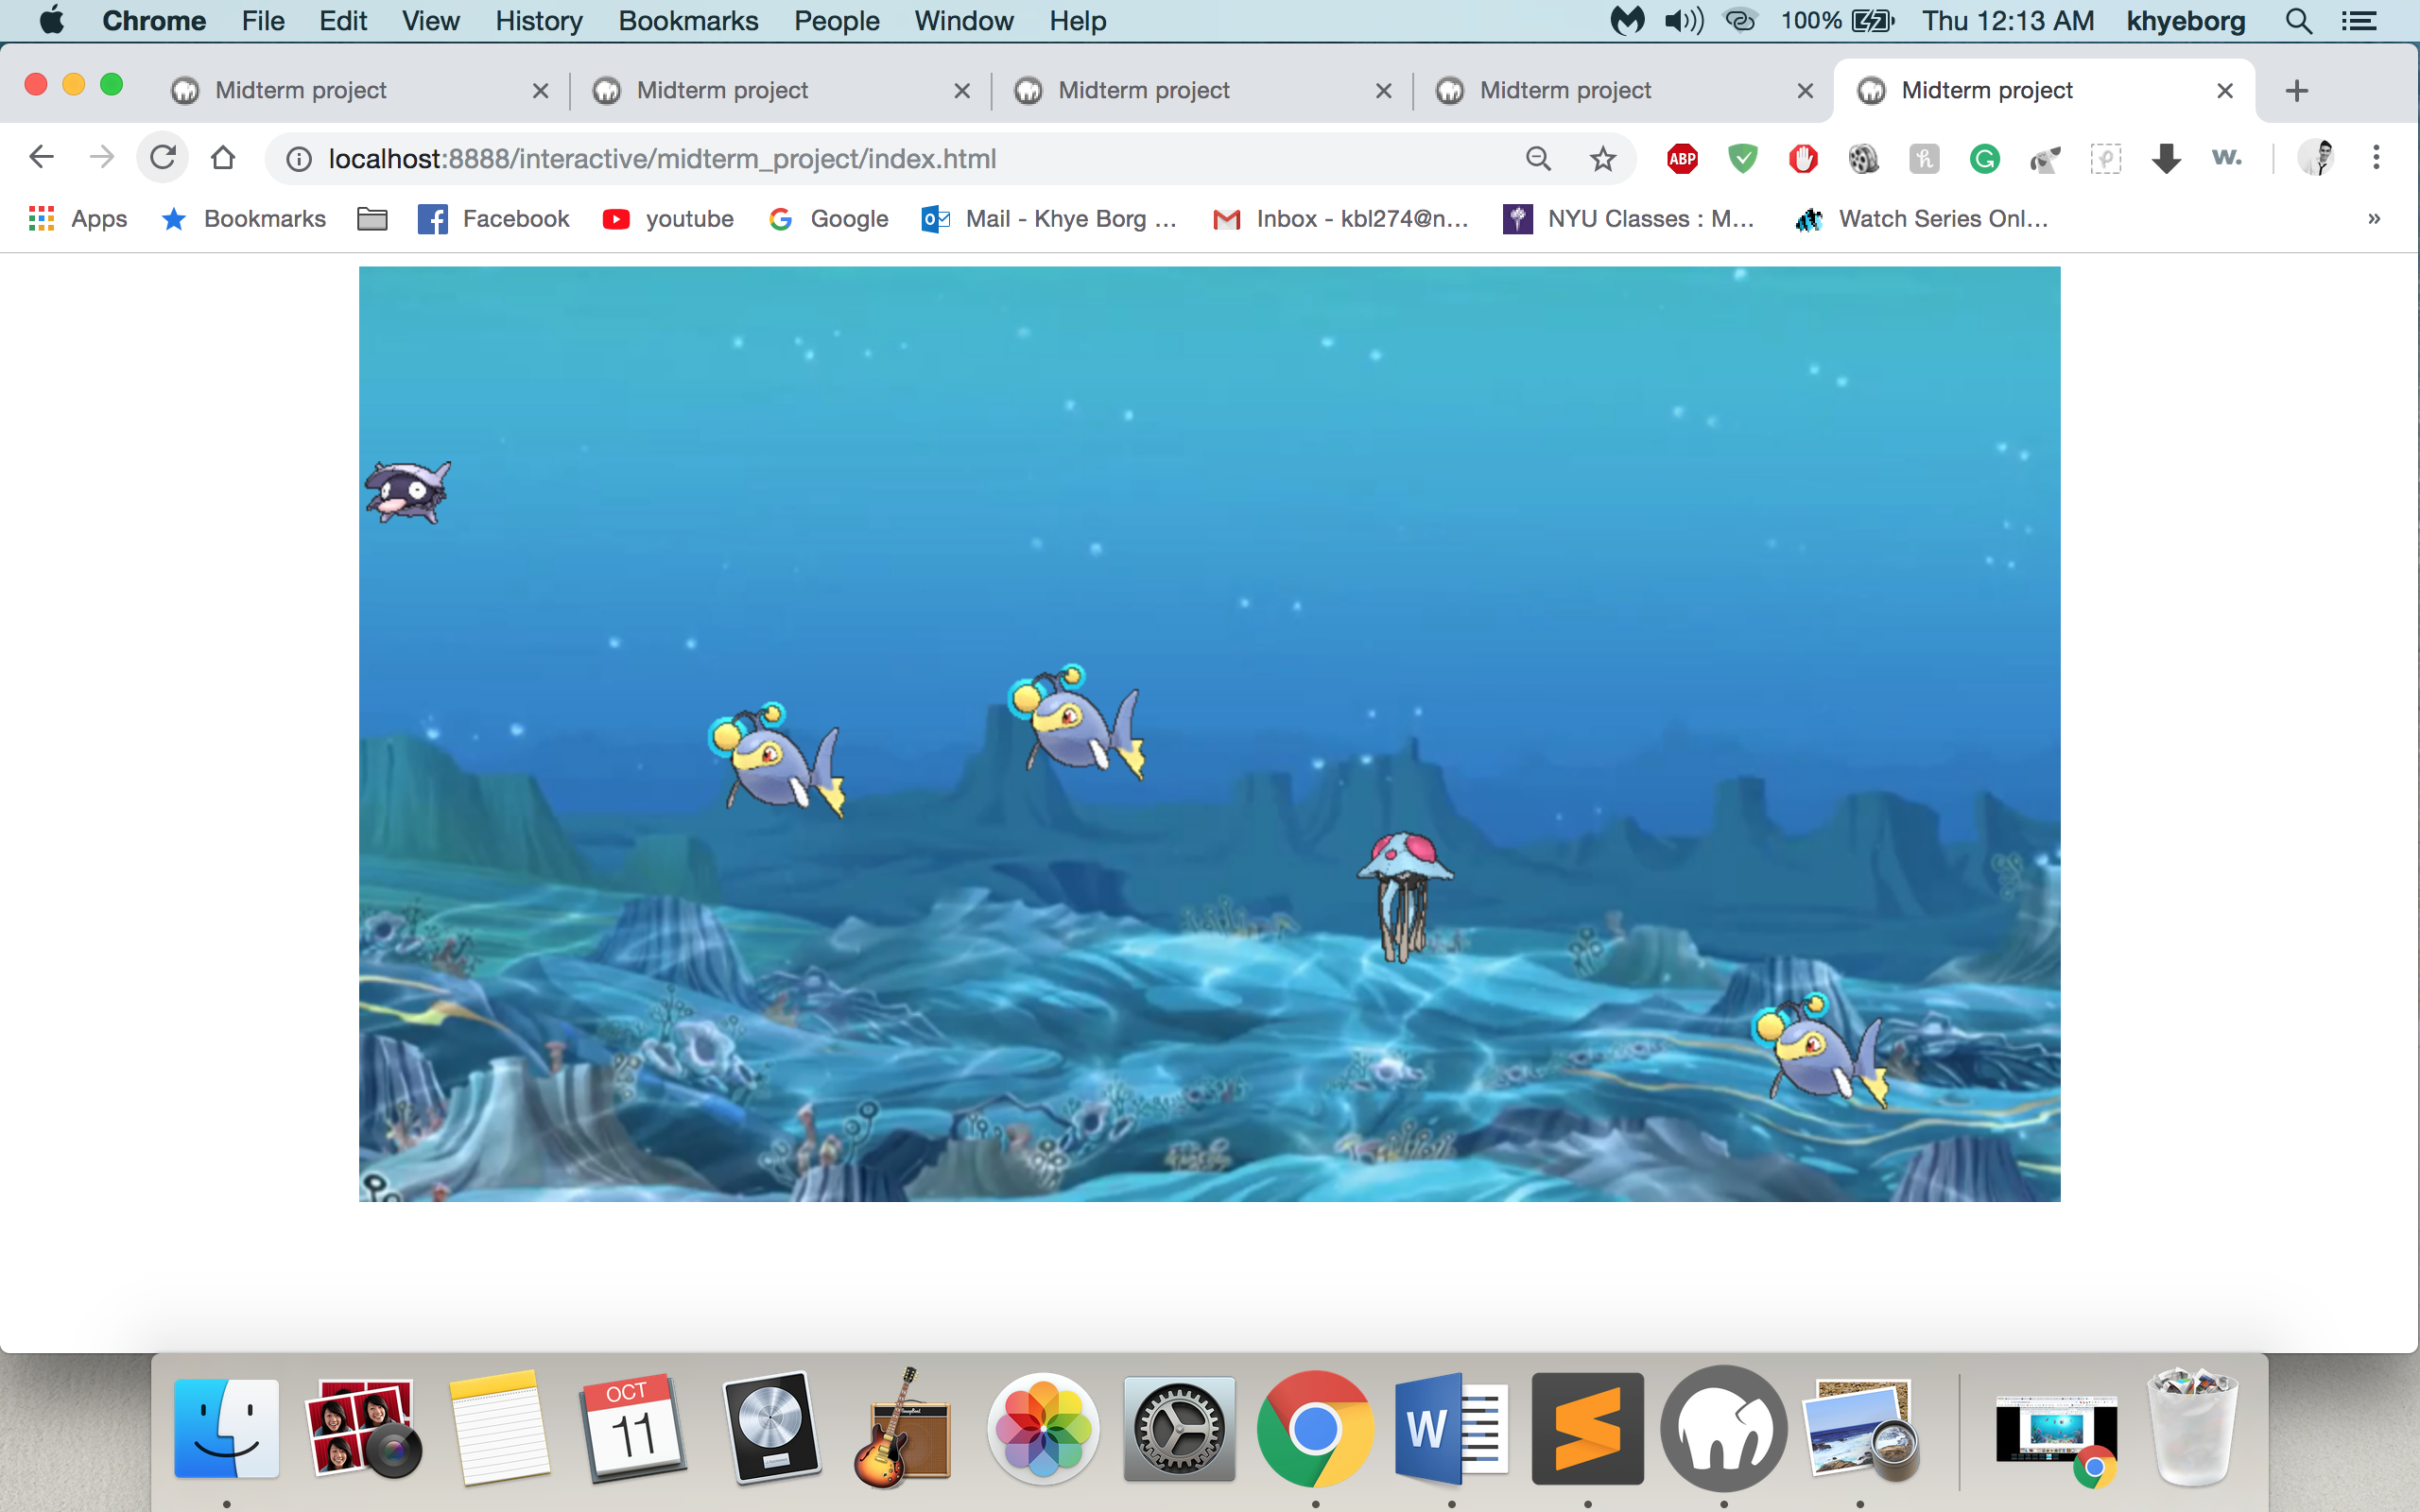 Chrome File Edit View History Bookmarks People Window Help 100% Thu 12:13 AM khyeborg
Midterm project Midterm project Midterm project Midterm project Midterm project
localhost:8888/interactive/midterm_project/index.html ABP h G p w.
Apps Bookmarks Facebook youtube Google Mail - Khye Borg ... Inbox - kbl274@n... NYU Classes : M... Watch Series Onl... »
OCT
11
W